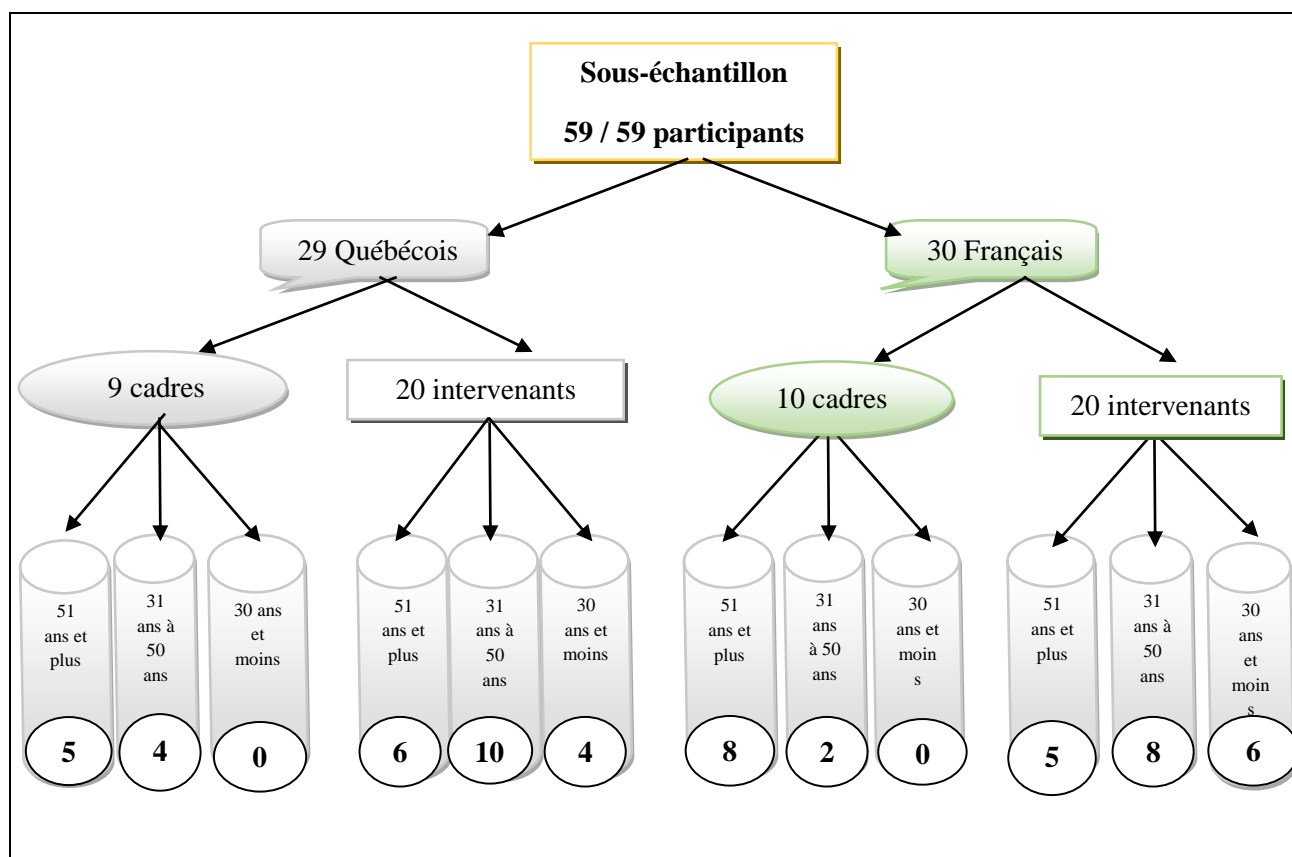 Sous-échantillon
59 / 59 participants
29 Québécois
30 Français
9 cadres
20 intervenants
10 cadres
20 intervenants
51
ans et
plus
31
ans à
50
ans
30 ans
et
moins
51
ans et
plus
31
ans à
50
ans
30
ans et
moins
51
ans et
plus
31
ans
à 50
ans
30
ans et
moin
s
51
ans et
plus
31
ans à
50
ans
30
ans
et
moin
s
5
4
0
6
10
4
8
2
0
5
8
6